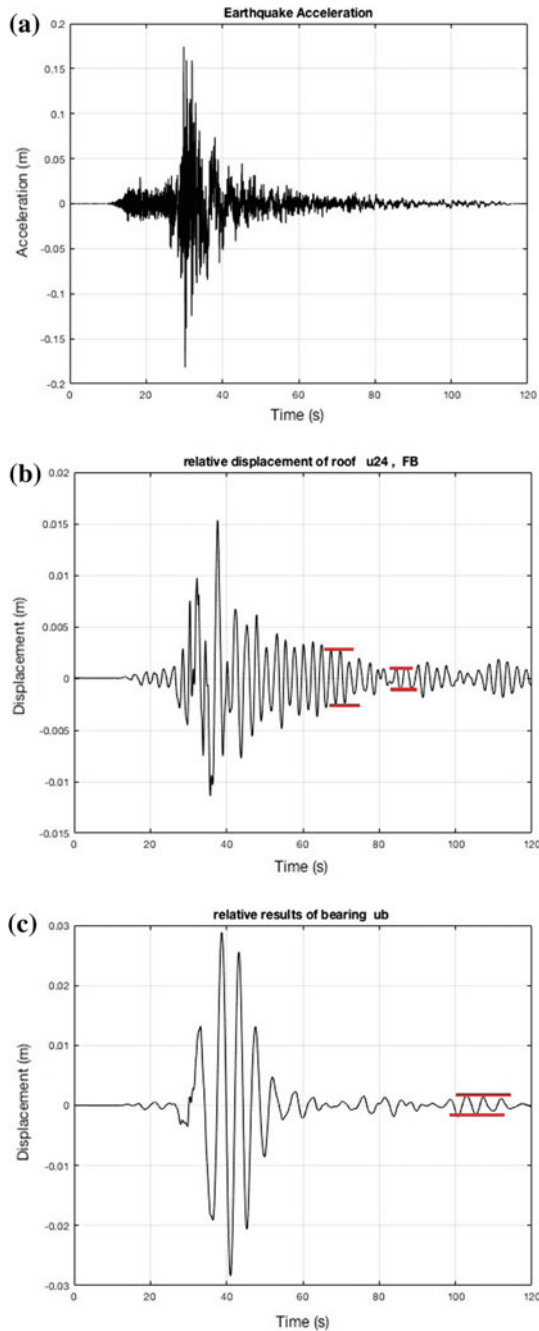 (a)
Earthquake Acceleration
Acceleration (m)
0.2
0.15
0.1
0.05
0
-0.05
-0.1
-0.15
0.2
0 20 40 60 80 100 120
Time (s)
(b)
relative displacement of roof u24 , FB
Displacement (m)
0.02
0.015
0.01
0.005
0
-0.005
-0.01
-0.015
0 20 40 60 80 100 120
Time (s)
(c)
relative results of bearing ub
Displacement (m)
0.03
0.02
0.01
0
-0.01
-0.02
-0.03
0 20 40 60 80 100 120
Time (s)